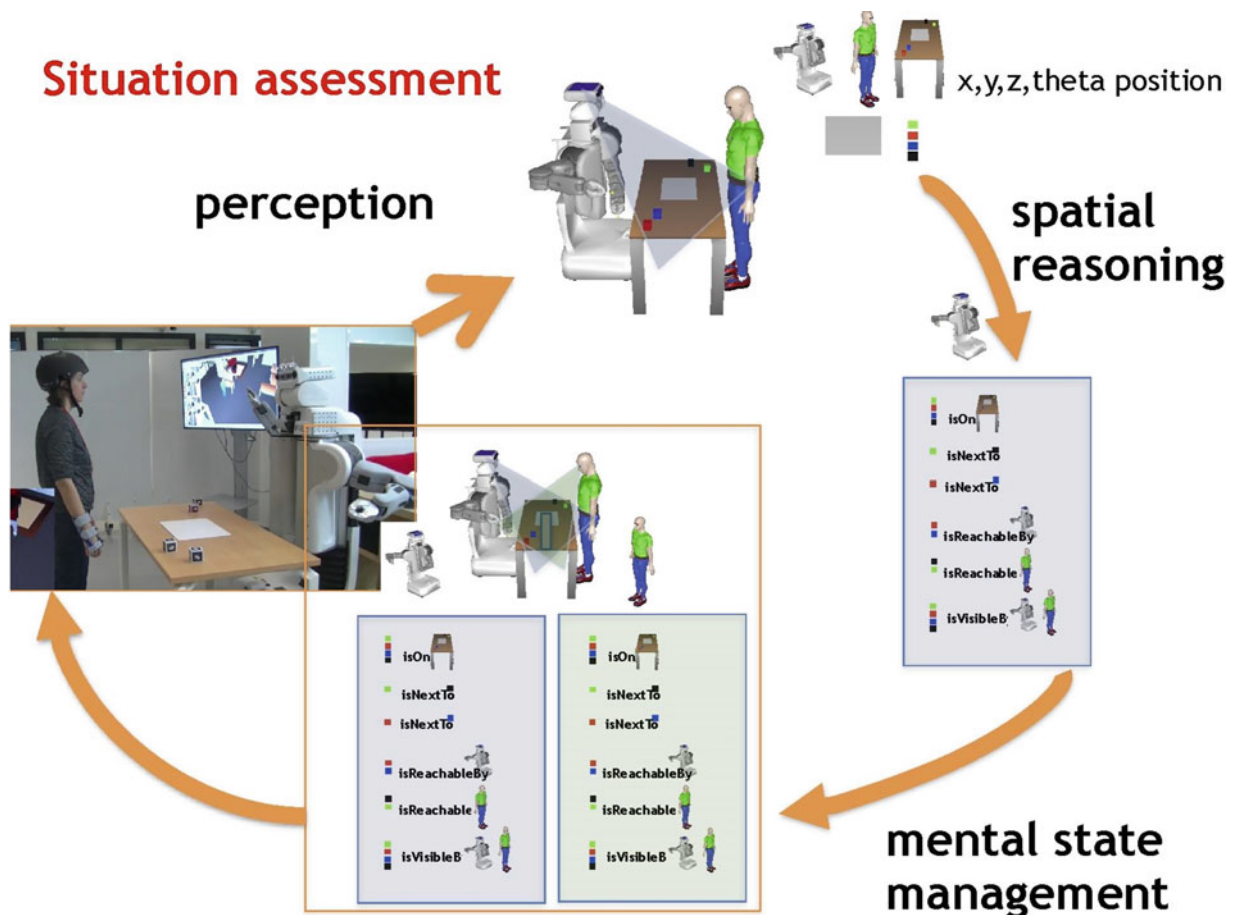 Situation assessment
x,y,z,theta position
perception
spatial
reasoning
isOn
isNextTo
isNextTo
isReachableBy
isReachable
isVisibleB
isOn
isNextTo
isNextTo
isReachableBy
isReachable
isVisibleB
isOn
isNextTo
isNextTo
isReachableBy
isReachable
isVisibleB
mental state
management